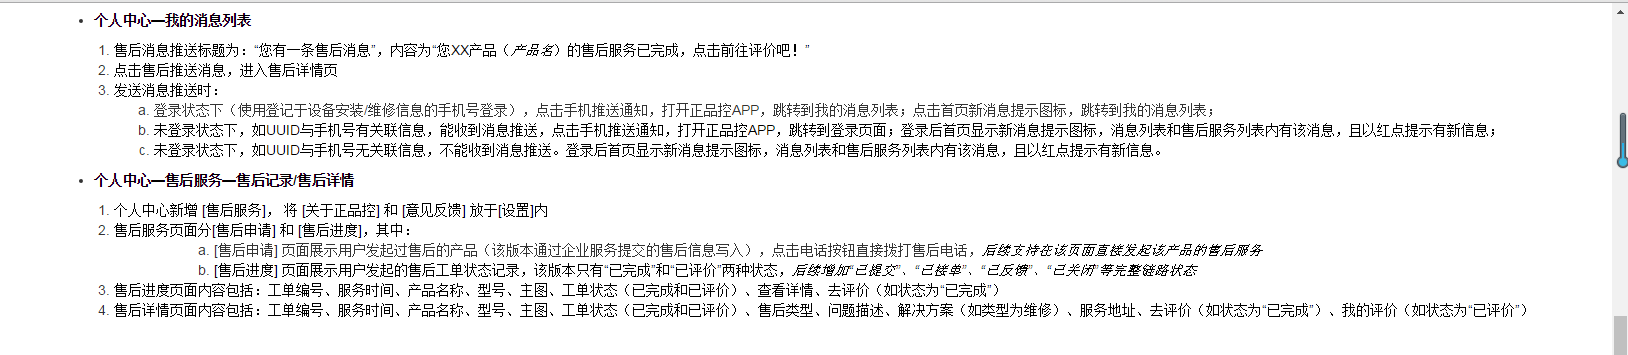 • 个人中心—我的消息列表
1. 售后消息推送标题为：“您有一条售后消息”，内容为“您XX产品（产品名）的售后服务已完成，点击前往评价吧！”
2. 点击售后推送消息，进入售后详情页
3. 发送消息推送时：
a. 登录状态下（使用登记于设备安装/维修信息的手机号登录），点击手机推送通知，打开正品控APP，跳转到我的消息列表；点击首页新消息提示图标，跳转到我的消息列表；
b. 未登录状态下，如UUID与手机号有关联信息，能收到消息推送，点击手机推送通知，打开正品控APP，跳转到登录页面；登录后首页显示新消息提示图标，消息列表和售后服务列表内有该消息，且以红点提示有新信息；
c. 未登录状态下，如UUID与手机号无关联信息，不能收到消息推送。登录后首页显示新消息提示图标，消息列表和售后服务列表内有该消息，且以红点提示有新信息。
• 个人中心—售后服务—售后记录/售后详情
1. 个人中心新增 [售后服务]， 将 [关于正品控] 和 [意见反馈] 放于[设置]内
2. 售后服务页面分[售后申请] 和 [售后进度]，其中：
a. [售后申请] 页面展示用户发起过售后的产品（该版本通过企业服务提交的售后信息写入），点击电话按钮直接拨打售后电话，后续支持在该页面直接发起该产品的售后服务
b. [售后进度] 页面展示用户发起的售后工单状态记录，该版本只有“已完成”和“已评价”两种状态，后续增加“已提交”、“已接单”、“已反馈”、“已关闭”等完整链路状态
3. 售后进度页面内容包括：工单编号、服务时间、产品名称、型号、主图、工单状态（已完成和已评价）、查看详情、去评价（如状态为“已完成”）
4. 售后详情页面内容包括：工单编号、服务时间、产品名称、型号、主图、工单状态（已完成和已评价）、售后类型、问题描述、解决方案（如类型为维修）、服务地址、去评价（如状态为“已完成”）、我的评价（如状态为“已评价”）